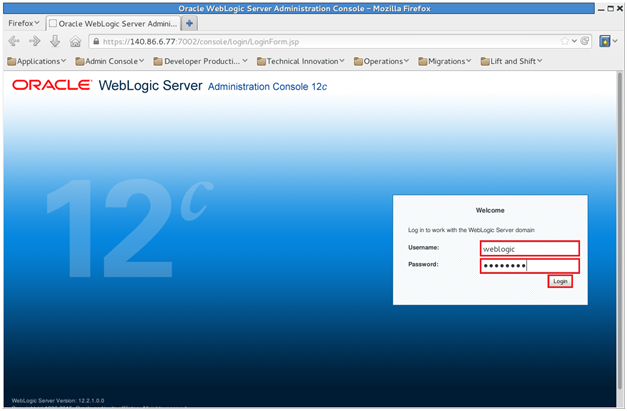 Oracle WebLogic Server Administration Console – Mozilla Firefox
Firefox
Oracle WebLogic Server Admini...
https://140.86.6.77:7002/console/login/LoginForm.jsp
Applications Admin Console Developer Producti... Technical Innovation Operations Migrations Lift and Shift
ORACLE WebLogic Server Administration Console 12c
12c
Welcome
Log in to work with the WebLogic Server domain
Username: weblogic
Password: ••••••••
Login
WebLogic Server Version: 12.2.1.0.0